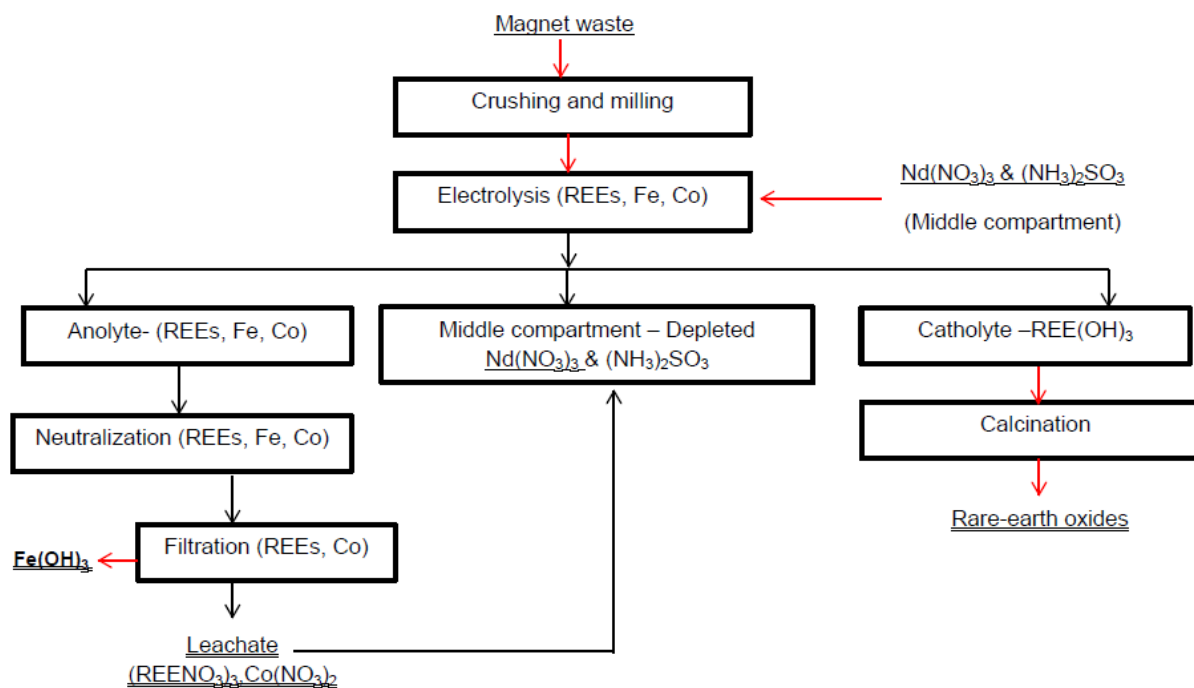 Magnet waste
Crushing and milling
Electrolysis (REEs, Fe, Co)
Nd(NO₃)₃ & (NH₃)₂SO₃
(Middle compartment)
Anolyte- (REEs, Fe, Co)
Middle compartment – Depleted
Nd(NO₃)₃ & (NH₃)₂SO₃
Catholyte –REE(OH)₃
Neutralization (REEs, Fe, Co)
Calcination
Filtration (REEs, Co)
Fe(OH)₃
Rare-earth oxides
Leachate
(REENO₃)₃,Co(NO₃)₂